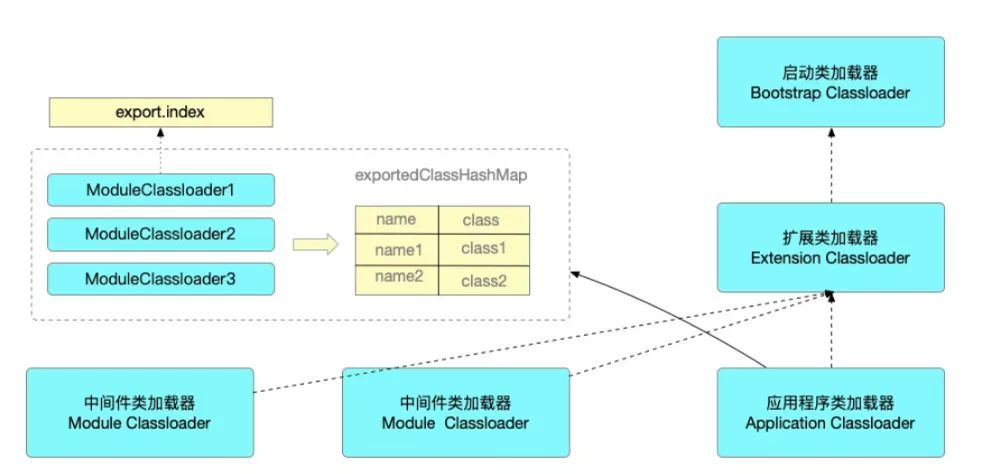 启动类加载器
Bootstrap Classloader
export.index
exportedClassHashMap
ModuleClassloader1
ModuleClassloader2
ModuleClassloader3
name class
name1 class1
name2 class2
扩展类加载器
Extension Classloader
中间件类加载器
Module Classloader
中间件类加载器
Module Classloader
应用程序类加载器
Application Classloader